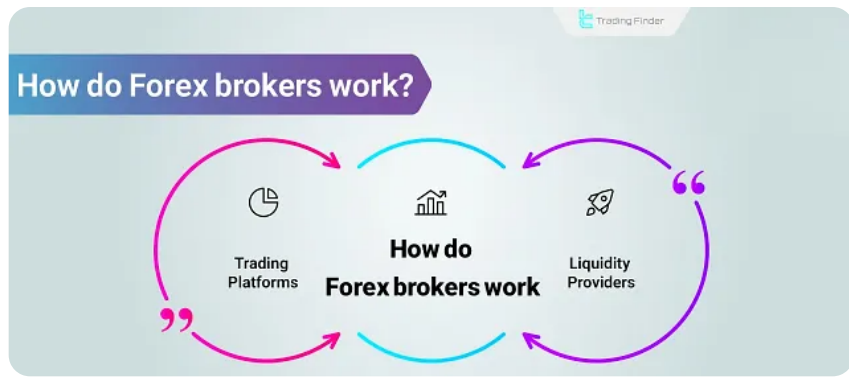 Trading Finder
How do Forex brokers work?
Trading
Platforms
How do
Forex brokers work
Liquidity
Providers